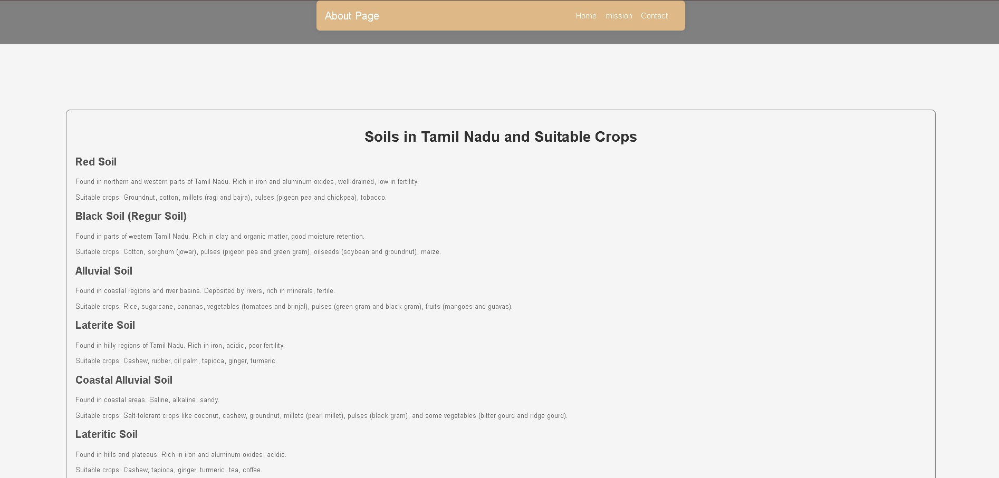 About Page
Home mission Contact
Soils in Tamil Nadu and Suitable Crops
Red Soil
Found in northern and western parts of Tamil Nadu. Rich in iron and aluminum oxides, well-drained, low in fertility.
Suitable crops: Groundnut, cotton, millets (ragi and bajra), pulses (pigeon pea and chickpea), tobacco.
Black Soil (Regur Soil)
Found in parts of western Tamil Nadu. Rich in clay and organic matter, good moisture retention.
Suitable crops: Cotton, sorghum (jowar), pulses (pigeon pea and green gram), oilseeds (soybean and groundnut), maize.
Alluvial Soil
Found in coastal regions and river basins. Deposited by rivers, rich in minerals, fertile.
Suitable crops: Rice, sugarcane, bananas, vegetables (tomatoes and brinjal), pulses (green gram and black gram), fruits (mangoes and guavas).
Laterite Soil
Found in hilly regions of Tamil Nadu. Rich in iron, acidic, poor fertility.
Suitable crops: Cashew, rubber, oil palm, tapioca, ginger, turmeric.
Coastal Alluvial Soil
Found in coastal areas. Saline, alkaline, sandy.
Suitable crops: Salt-tolerant crops like coconut, cashew, groundnut, millets (pearl millet), pulses (black gram), and some vegetables (bitter gourd and ridge gourd).
Lateritic Soil
Found in hills and plateaus. Rich in iron and aluminum oxides, acidic.
Suitable crops: Cashew, tapioca, ginger, turmeric, tea, coffee.